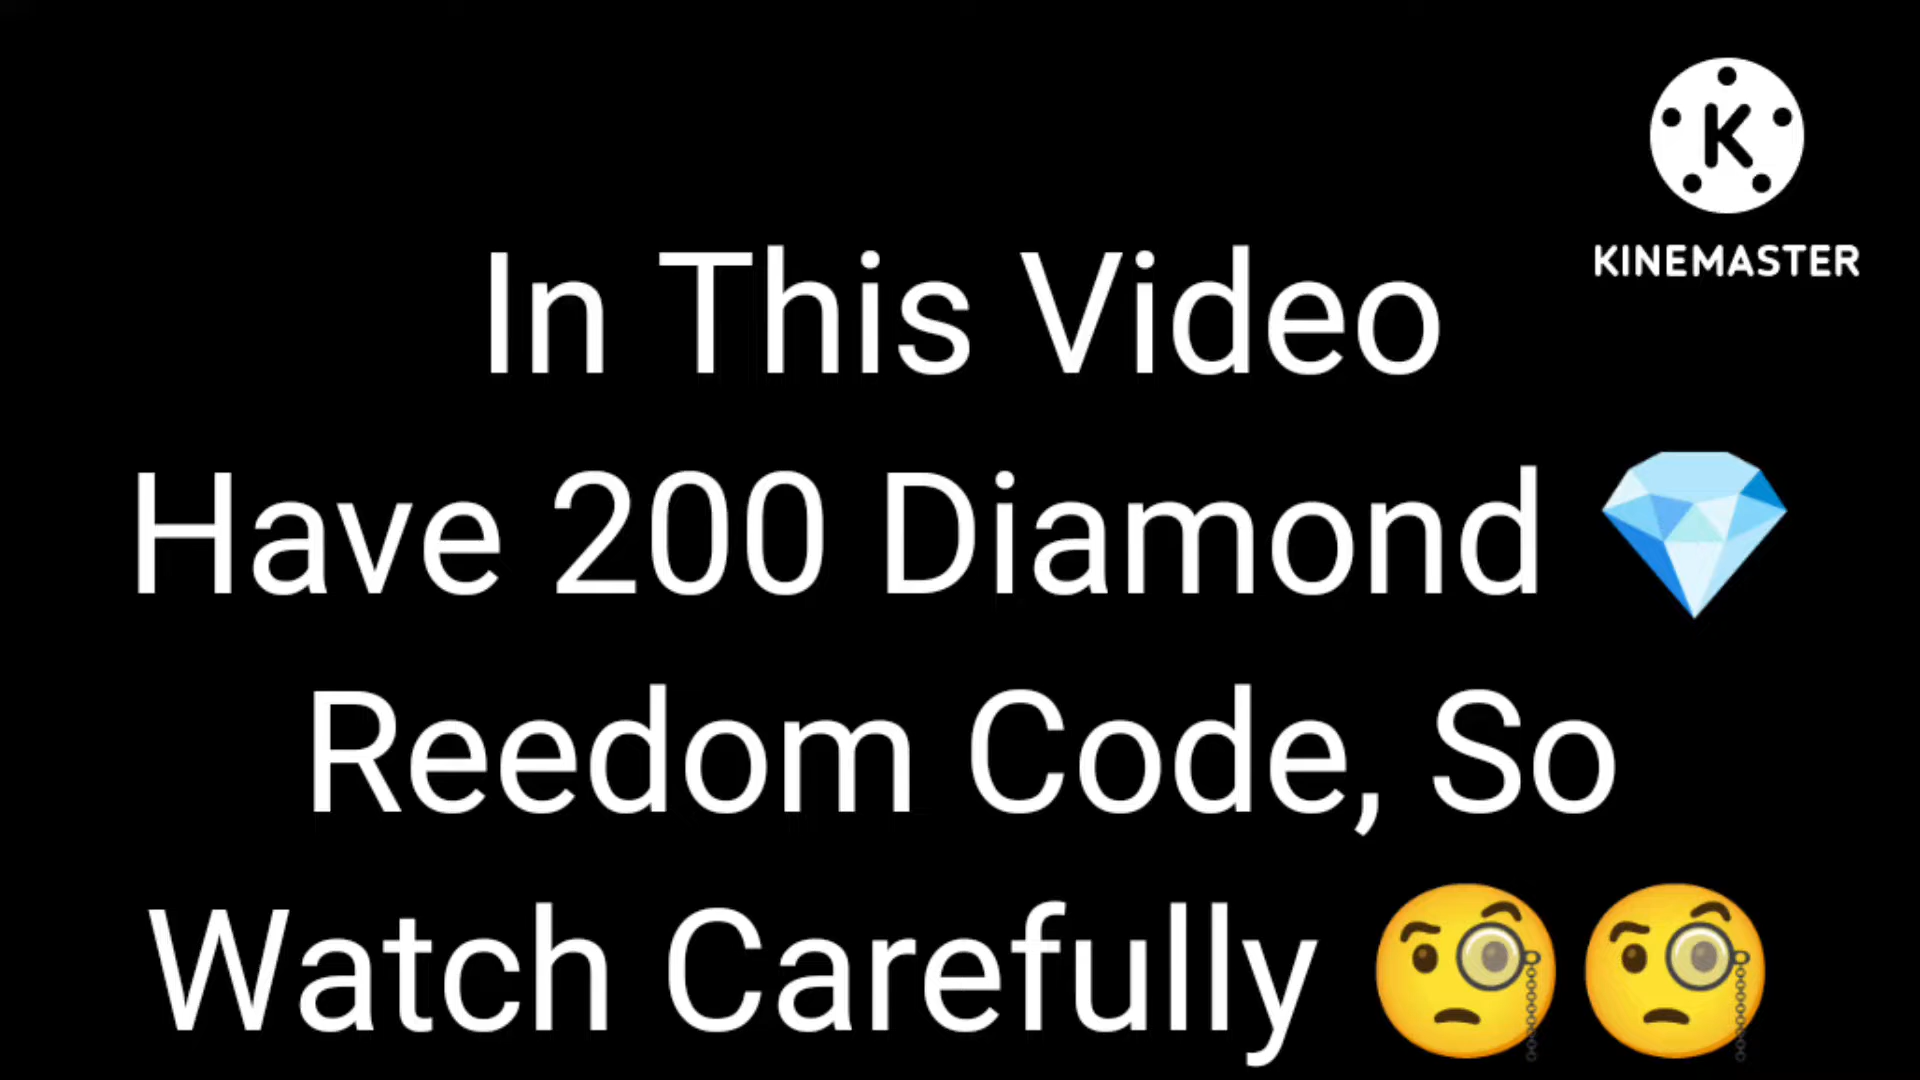 K
KINEMASTER
In This Video
Have 200 Diamond 💎
Reedom Code, So
Watch Carefully 🧐🧐